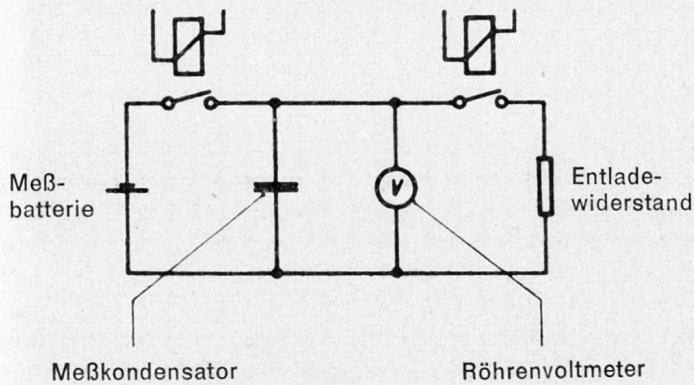 Meß-
batterie
V
Entlade-
widerstand
Meßkondensator
Röhrenvoltmeter